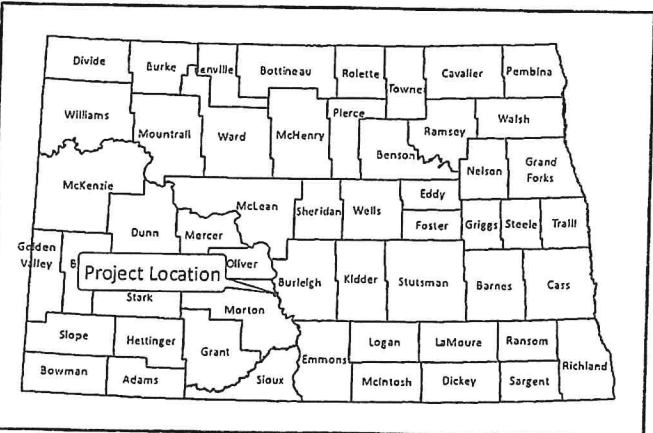 Divide
Burke
enville
Bottineau
Rolette
Towne
Cavalier
Pembina
Williams
Mountrail
Ward
McHenry
Pierce
Benson
Ramsey
Walsh
Nelson
Grand
Forks
McKenzie
McLean
Sheridan
Wells
Eddy
Foster
Griggs
Steele
Traill
Dunn
Mercer
Oliver
Golden
Valley
B
Project Location
Burleigh
Kidder
Stutsman
Barnes
Cass
Stark
Morton
Slope
Hettinger
Grant
Emmons
Logan
LaMoure
Ransom
Richland
Bowman
Adams
Sioux
McIntosh
Dickey
Sargent